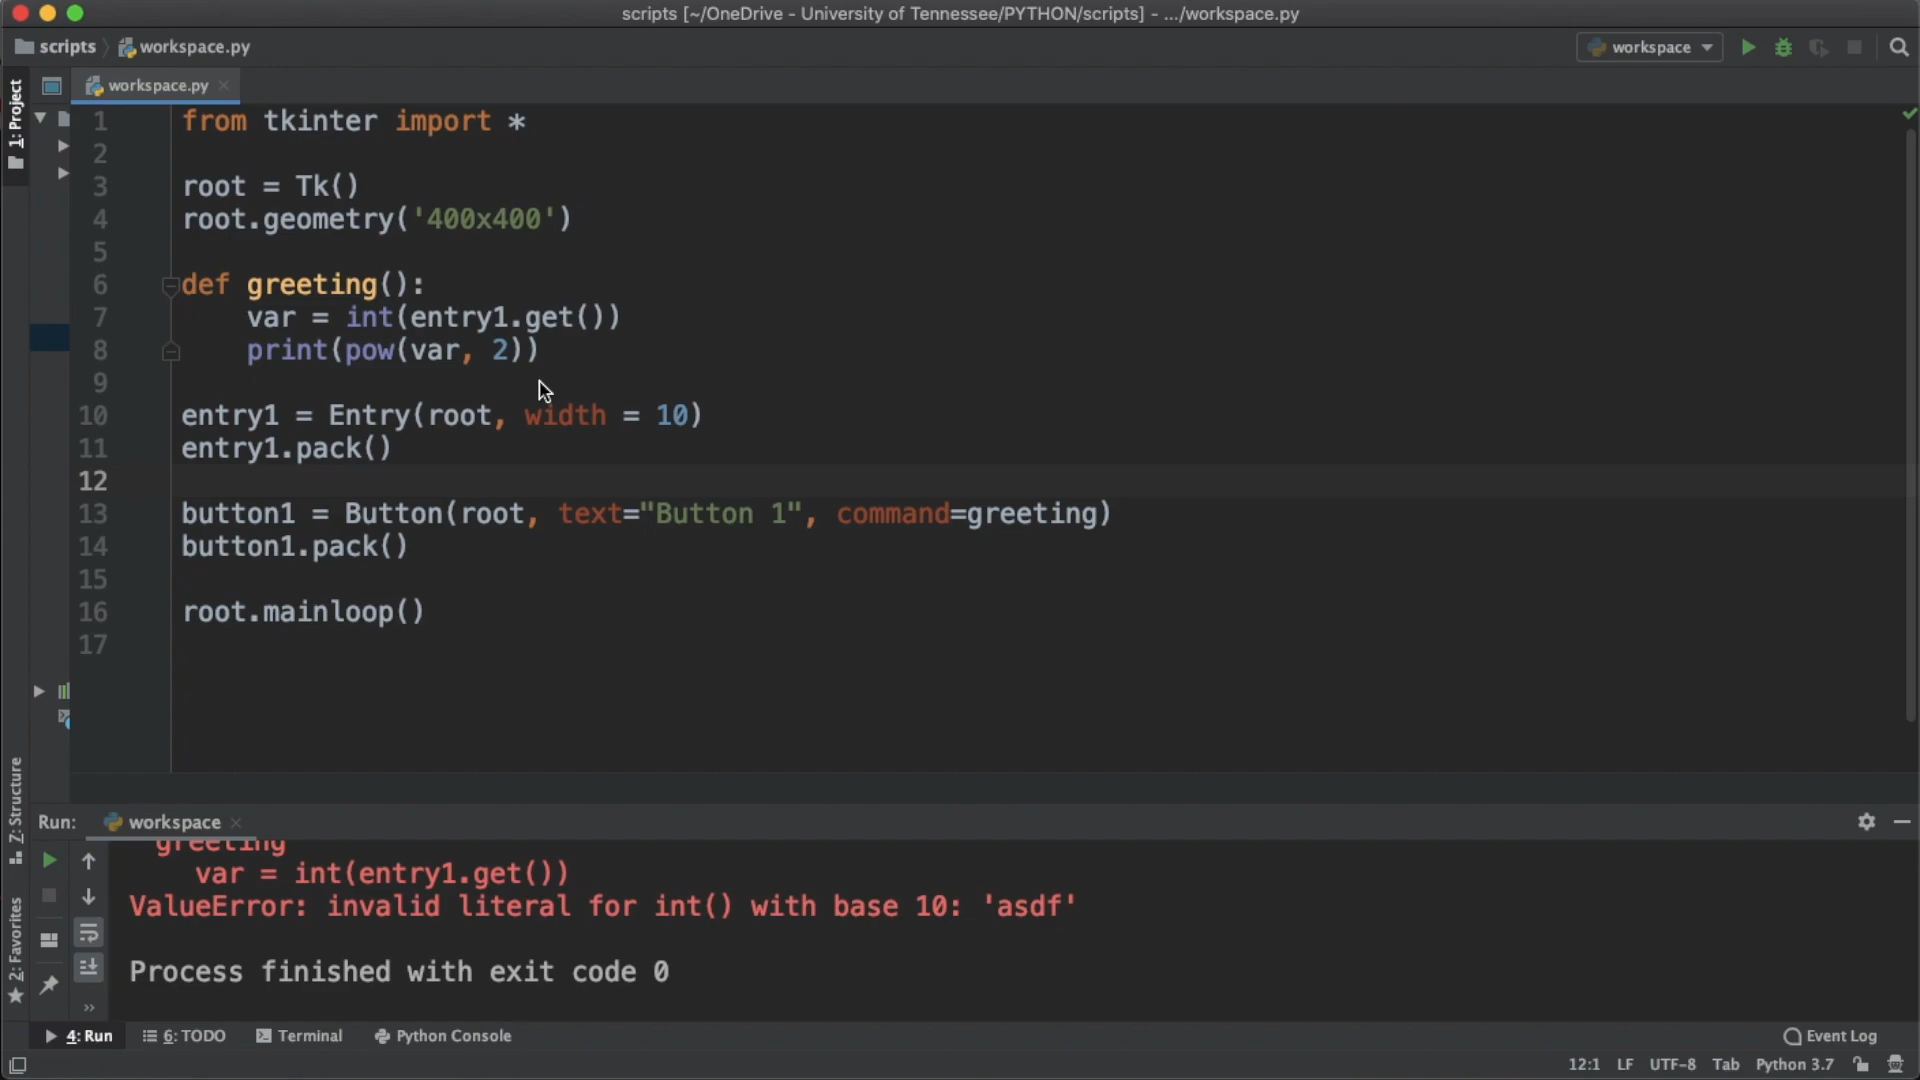 scripts [~/OneDrive - University of Tennessee/PYTHON/scripts] - .../workspace.py
scripts workspace.py workspace
1: Project workspace.py
1 from tkinter import *
2
3 root = Tk()
4 root.geometry('400x400')
5
6 def greeting():
7 var = int(entry1.get())
8 print(pow(var, 2))
9
10 entry1 = Entry(root, width = 10)
11 entry1.pack()
12
13 button1 = Button(root, text="Button 1", command=greeting)
14 button1.pack()
15
16 root.mainloop()
17
Z: Structure
2: Favorites
Run: workspace
greeting
var = int(entry1.get())
ValueError: invalid literal for int() with base 10: 'asdf'
Process finished with exit code 0
4: Run 6: TODO Terminal Python Console Event Log
12:1 LF UTF-8 Tab Python 3.7